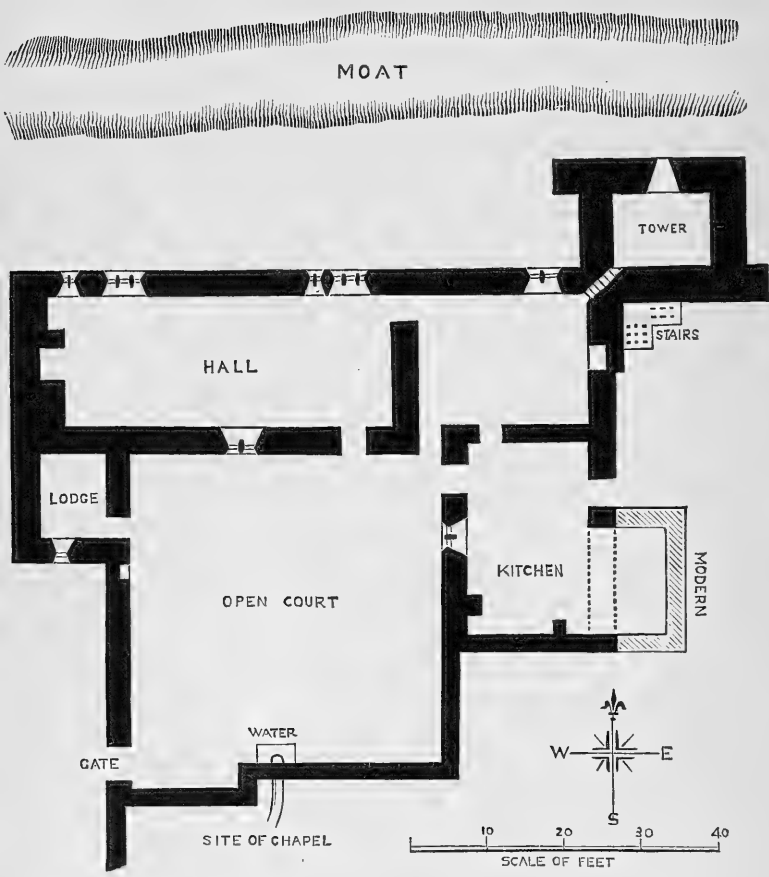 MOAT
TOWER
STAIRS
HALL
LODGE
OPEN COURT
KITCHEN
MODERN
WATER
GATE
SITE OF CHAPEL
W
E
S
10
20
30
40
SCALE OF FEET